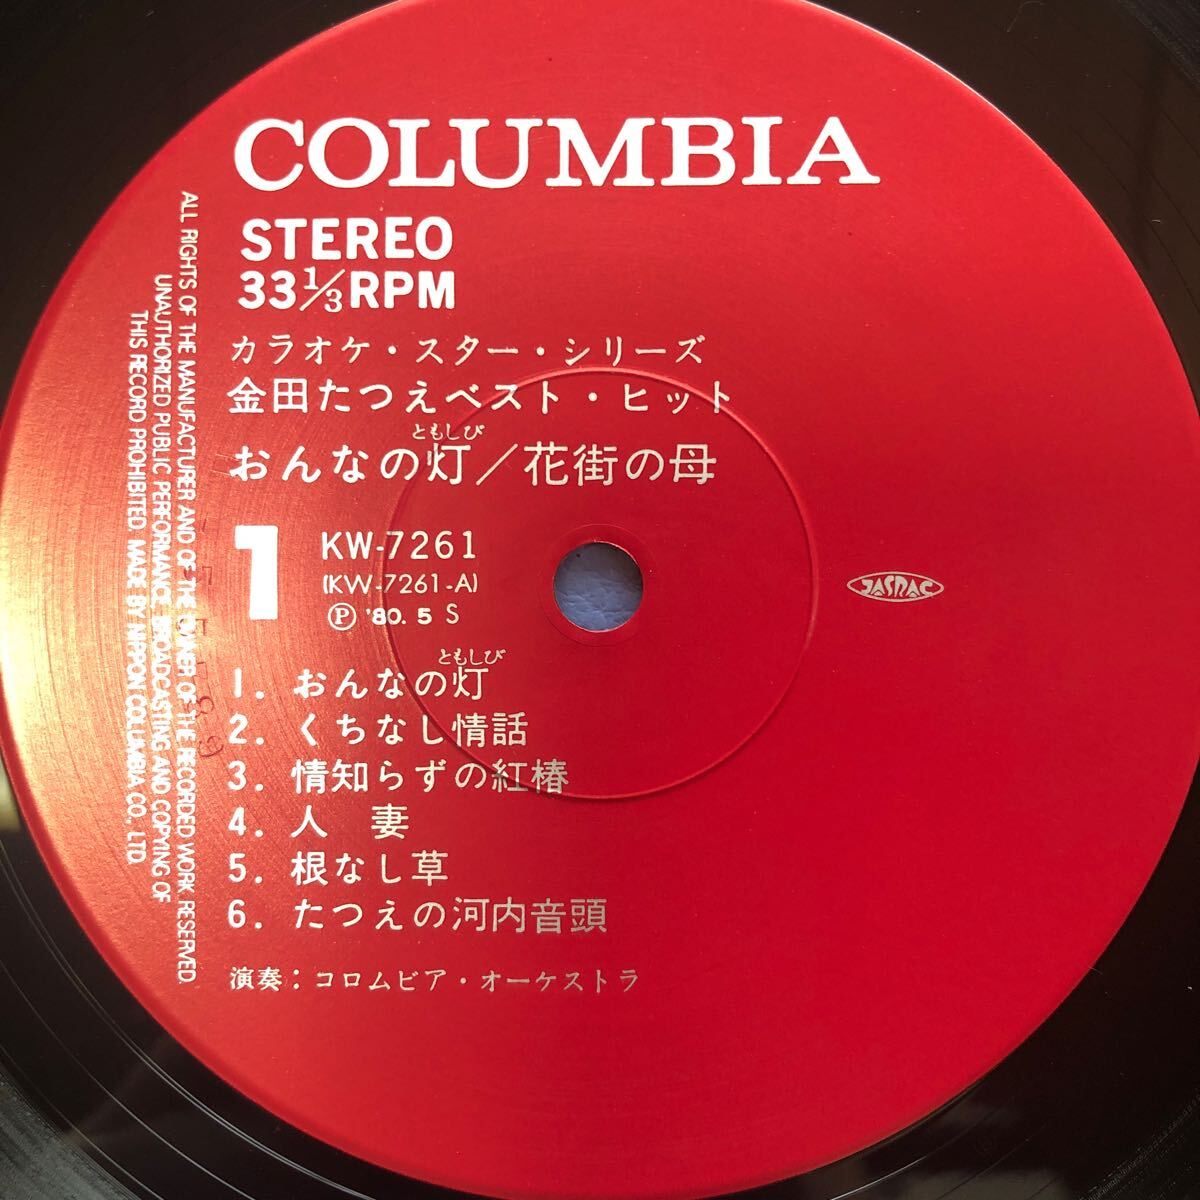 COLUMBIA
STEREO
33 1/3 RPM
カラオケ・スター・シリーズ
金田たつえベスト・ヒット
ともしび
おんなの灯／花街の母
1
KW-7261
(KW-7261-A)
Ⓟ '80. 5 S
JASRAC
ともしび
1. おんなの灯
2. くちなし情話
3. 情知らずの紅椿
4. 人　妻
5. 根なし草
6. たつえの河内音頭
演奏：コロムビア・オーケストラ
ALL RIGHTS OF THE MANUFACTURER AND OF THE OWNER OF THE RECORDED WORK RESERVED.
UNAUTHORIZED PUBLIC PERFORMANCE BROADCASTING AND COPYING OF
THIS RECORD PROHIBITED. MADE BY NIPPON COLUMBIA CO., LTD.